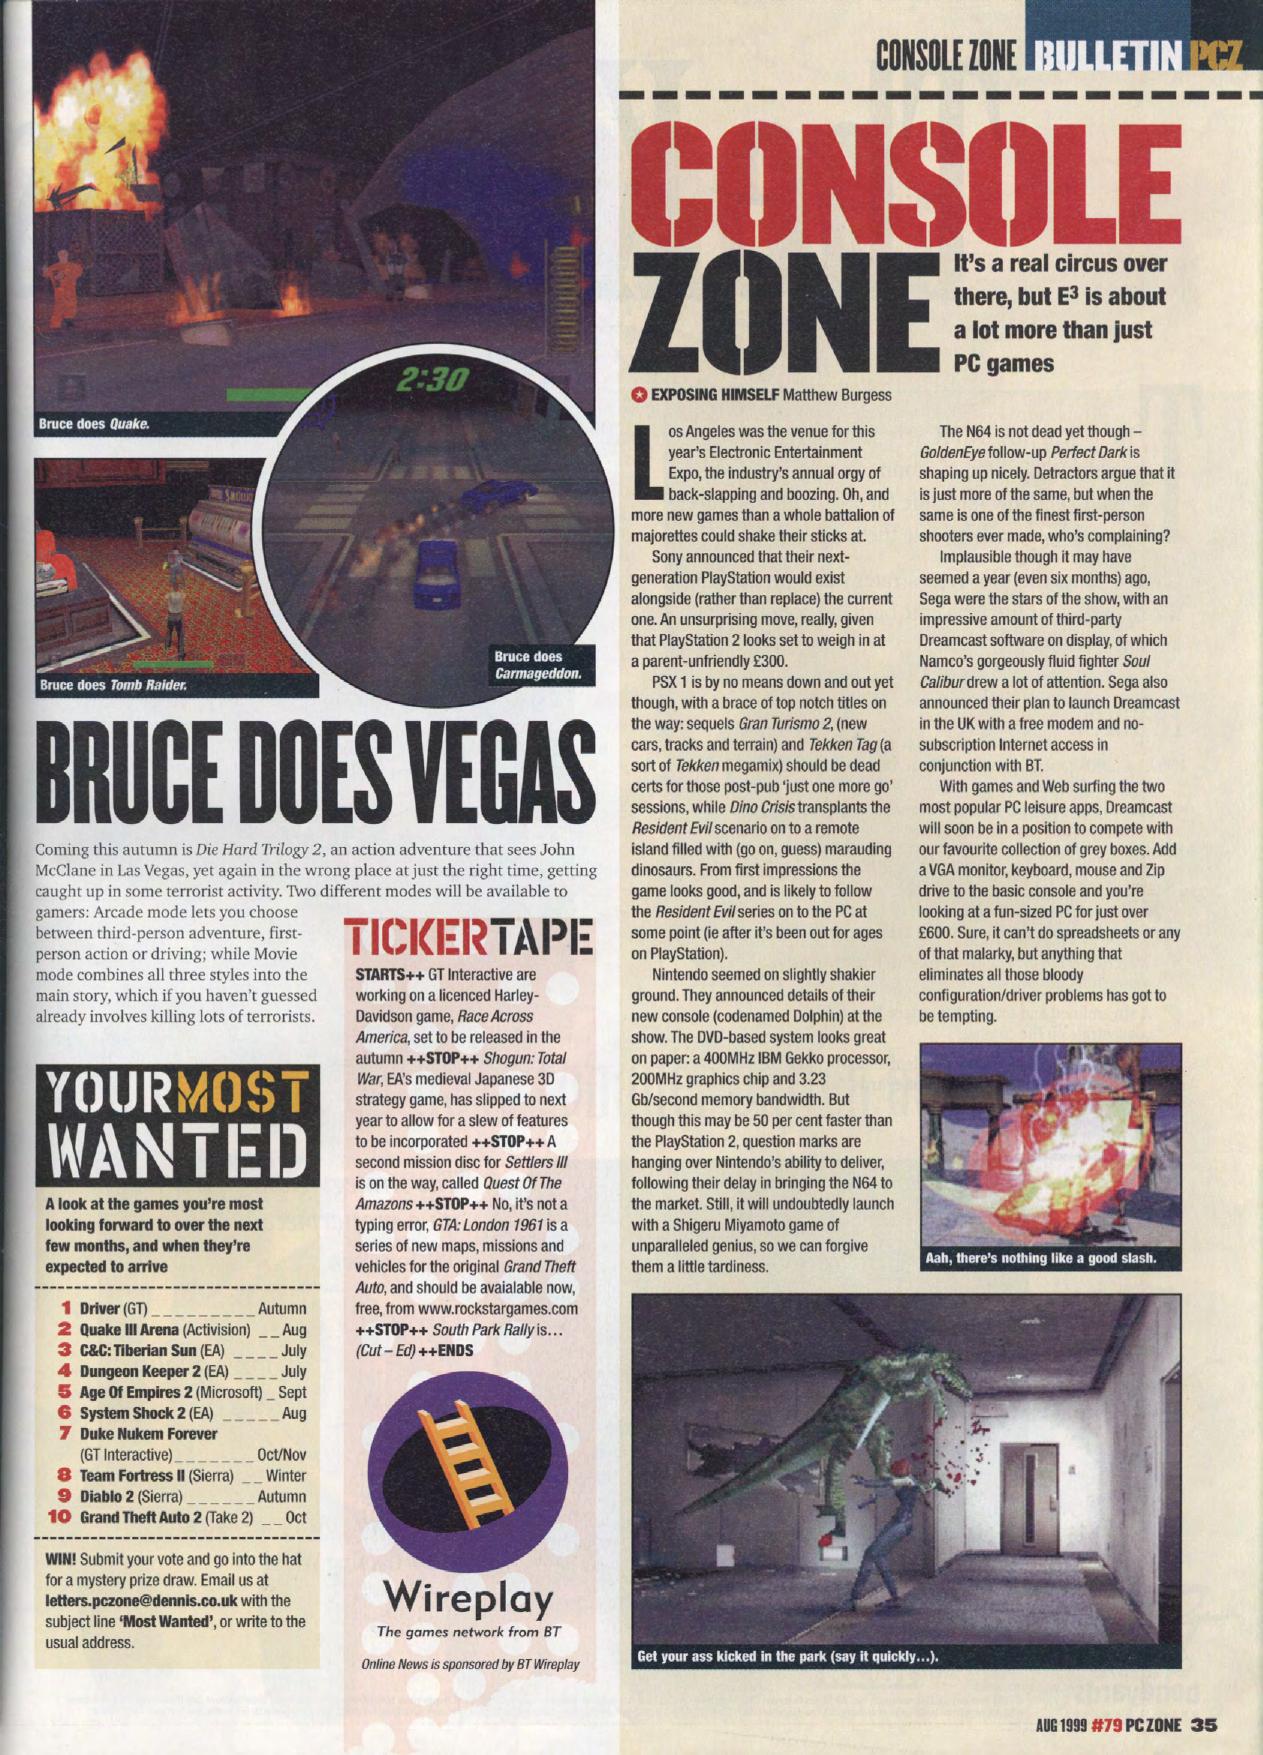 CONSOLE ZONE BULLETIN PCZ
Bruce does Quake.
2:30
Bruce does Tomb Raider.
Bruce does
Carmageddon.
BRUCE DOES VEGAS
Coming this autumn is Die Hard Trilogy 2, an action adventure that sees John
McClane in Las Vegas, yet again in the wrong place at just the right time, getting
caught up in some terrorist activity. Two different modes will be available to
gamers: Arcade mode lets you choose
between third-person adventure, first-
person action or driving; while Movie
mode combines all three styles into the
main story, which if you haven't guessed
already involves killing lots of terrorists.
YOUR MOST
WANTED
A look at the games you're most
looking forward to over the next
few months, and when they're
expected to arrive
1 Driver (GT) _ _ _ _ _ _ _ _ _ Autumn
2 Quake III Arena (Activision) _ _ Aug
3 C&C: Tiberian Sun (EA) _ _ _ _ July
4 Dungeon Keeper 2 (EA) _ _ _ _ July
5 Age Of Empires 2 (Microsoft) _ Sept
6 System Shock 2 (EA) _ _ _ _ _ Aug
7 Duke Nukem Forever
(GT Interactive) _ _ _ _ _ _ _ Oct/Nov
8 Team Fortress II (Sierra) _ _ Winter
9 Diablo 2 (Sierra) _ _ _ _ _ _ Autumn
10 Grand Theft Auto 2 (Take 2) _ _ Oct
WIN! Submit your vote and go into the hat
for a mystery prize draw. Email us at
letters.pczone@dennis.co.uk with the
subject line 'Most Wanted', or write to the
usual address.
TICKERTAPE
STARTS++ GT Interactive are
working on a licenced Harley-
Davidson game, Race Across
America, set to be released in the
autumn ++STOP++ Shogun: Total
War, EA's medieval Japanese 3D
strategy game, has slipped to next
year to allow for a slew of features
to be incorporated ++STOP++ A
second mission disc for Settlers III
is on the way, called Quest Of The
Amazons ++STOP++ No, it's not a
typing error, GTA: London 1961 is a
series of new maps, missions and
vehicles for the original Grand Theft
Auto, and should be avaialable now,
free, from www.rockstargames.com
++STOP++ South Park Rally is...
(Cut – Ed) ++ENDS
Wireplay
The games network from BT
Online News is sponsored by BT Wireplay
CONSOLE
ZONE
It's a real circus over
there, but E3 is about
a lot more than just
PC games
EXPOSING HIMSELF Matthew Burgess
Los Angeles was the venue for this
year's Electronic Entertainment
Expo, the industry's annual orgy of
back-slapping and boozing. Oh, and
more new games than a whole battalion of
majorettes could shake their sticks at.
Sony announced that their next-
generation PlayStation would exist
alongside (rather than replace) the current
one. An unsurprising move, really, given
that PlayStation 2 looks set to weigh in at
a parent-unfriendly £300.
PSX 1 is by no means down and out yet
though, with a brace of top notch titles on
the way: sequels Gran Turismo 2, (new
cars, tracks and terrain) and Tekken Tag (a
sort of Tekken megamix) should be dead
certs for those post-pub 'just one more go'
sessions, while Dino Crisis transplants the
Resident Evil scenario on to a remote
island filled with (go on, guess) marauding
dinosaurs. From first impressions the
game looks good, and is likely to follow
the Resident Evil series on to the PC at
some point (ie after it's been out for ages
on PlayStation).
Nintendo seemed on slightly shakier
ground. They announced details of their
new console (codenamed Dolphin) at the
show. The DVD-based system looks great
on paper: a 400MHz IBM Gekko processor,
200MHz graphics chip and 3.23
Gb/second memory bandwidth. But
though this may be 50 per cent faster than
the PlayStation 2, question marks are
hanging over Nintendo's ability to deliver,
following their delay in bringing the N64 to
the market. Still, it will undoubtedly launch
with a Shigeru Miyamoto game of
unparalleled genius, so we can forgive
them a little tardiness.
The N64 is not dead yet though –
GoldenEye follow-up Perfect Dark is
shaping up nicely. Detractors argue that it
is just more of the same, but when the
same is one of the finest first-person
shooters ever made, who's complaining?
Implausible though it may have
seemed a year (even six months) ago,
Sega were the stars of the show, with an
impressive amount of third-party
Dreamcast software on display, of which
Namco's gorgeously fluid fighter Soul
Calibur drew a lot of attention. Sega also
announced their plan to launch Dreamcast
in the UK with a free modem and no-
subscription Internet access in
conjunction with BT.
With games and Web surfing the two
most popular PC leisure apps, Dreamcast
will soon be in a position to compete with
our favourite collection of grey boxes. Add
a VGA monitor, keyboard, mouse and Zip
drive to the basic console and you're
looking at a fun-sized PC for just over
£600. Sure, it can't do spreadsheets or any
of that malarky, but anything that
eliminates all those bloody
configuration/driver problems has got to
be tempting.
Aah, there's nothing like a good slash.
Get your ass kicked in the park (say it quickly...).
AUG 1999 #79 PC ZONE 35